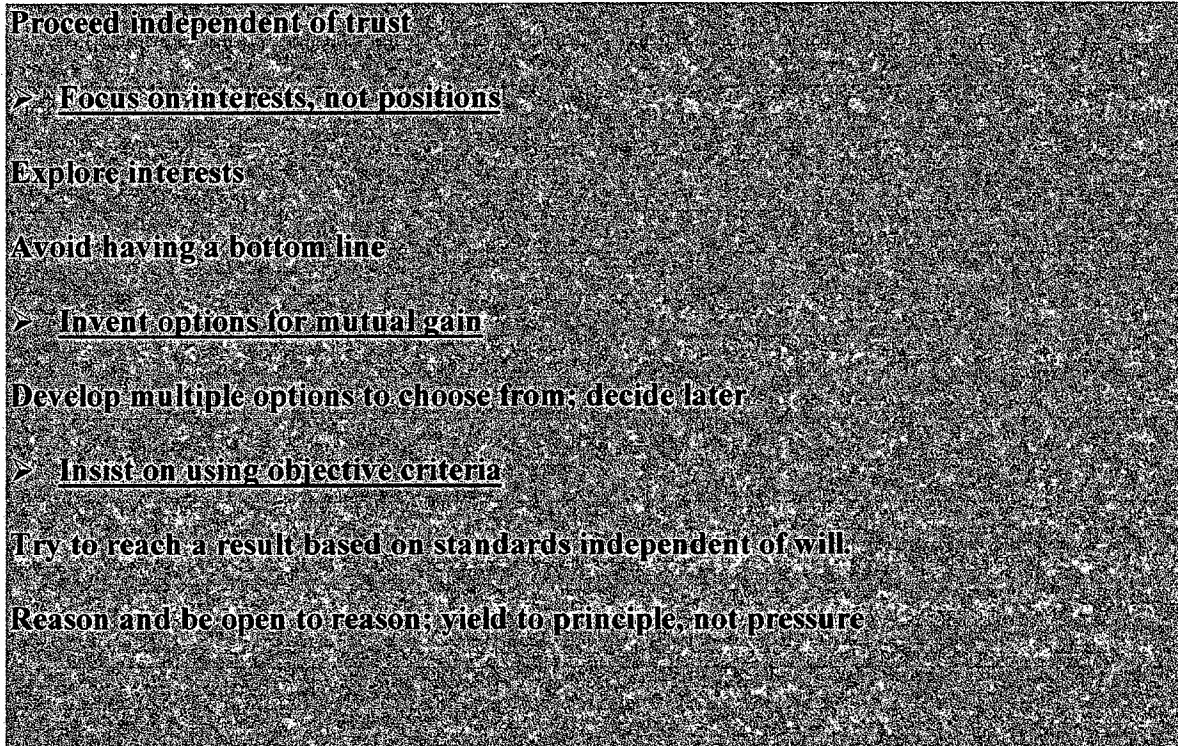 Proceed independent of trust
➢ Focus on interests, not positions
Explore interests
Avoid having a bottom line
➢ Invent options for mutual gain
Develop multiple options to choose from; decide later
➢ Insist on using objective criteria
Try to reach a result based on standards independent of will.
Reason and be open to reason; yield to principle, not pressure